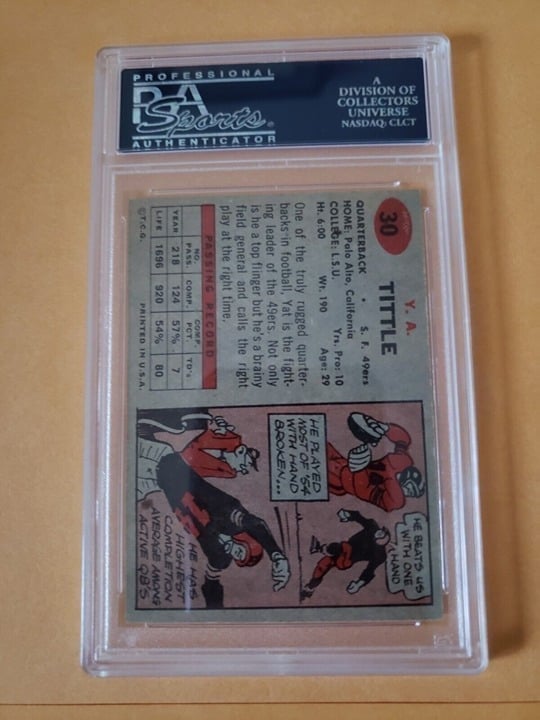 PROFESSIONAL
PSA
Sports®
AUTHENTICATOR
A
DIVISION OF
COLLECTORS
UNIVERSE
NASDAQ: CLCT
30
Y. A.
TITTLE
QUARTERBACK • S. F. 49ers
HOME: Palo Alto, California
COLLEGE: L.S.U. Yrs. Pro: 10
Ht. 6:00 Wt. 190 Age: 29
One of the truly rugged quarter-
backs in football, Yat is the fight-
ing leader of the 49ers. Not only
is he a top flinger but he's a brainy
field general and calls the right
play at the right time.
PASSING RECORD
NO. COMP.
YEAR PASS. COMP. PCT. TD's
218 124 57% 7
LIFE 1696 920 54% 80
©T.C.G. PRINTED IN U.S.A.
HE BEATS US
WITH ONE
HAND
HE PLAYED
MOST OF '54
WITH HAND
BROKEN...
HE HAS
HIGHEST
COMPLETION
AVERAGE AMONG
ACTIVE QB'S